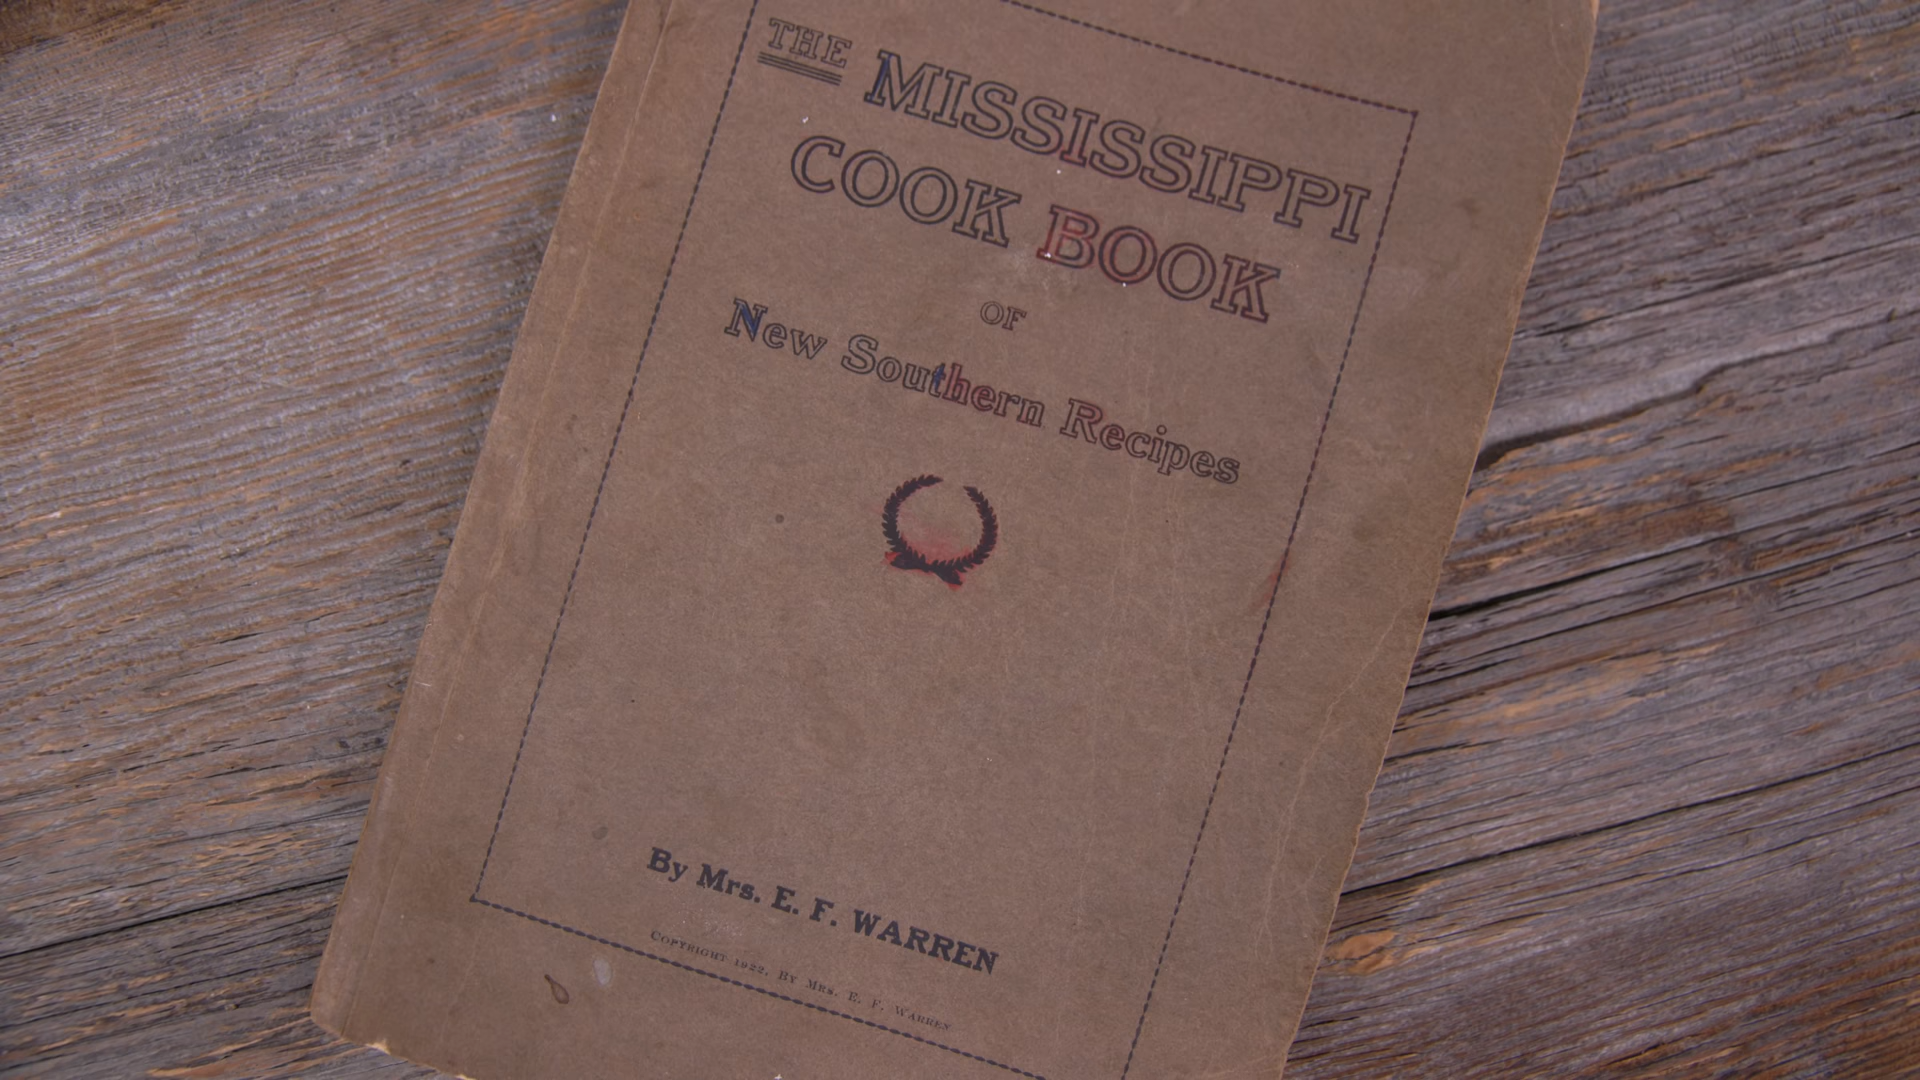 THE MISSISSIPPI
COOK BOOK
OF
New Southern Recipes
By Mrs. E. F. WARREN
COPYRIGHT 1922, BY MRS. E. F. WARREN